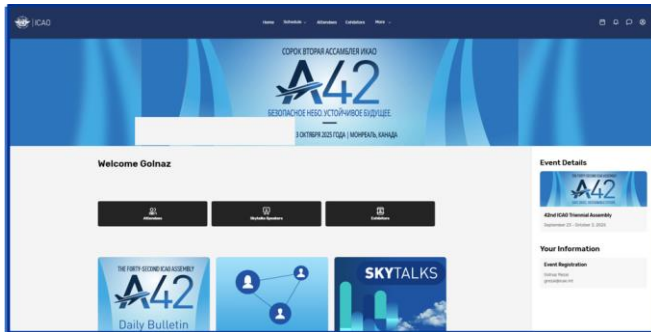 ICAO
Home Schedule Attendees Exhibitors More
СОРОК ВТОРАЯ АССАМБЛЕЯ ИКАО
A42
БЕЗОПАСНОЕ НЕБО. УСТОЙЧИВОЕ БУДУЩЕЕ.
3 ОКТЯБРЯ 2025 ГОДА | МОНРЕАЛЬ, КАНАДА
Welcome Golnaz
Attendees
Skytalks Speakers
Exhibitors
THE FORTY-SECOND ICAO ASSEMBLY
A42
Daily Bulletin
SKYTALKS
Event Details
A42
42nd ICAO Triennial Assembly
September 23 - October 3, 2025
Your Information
Event Registration